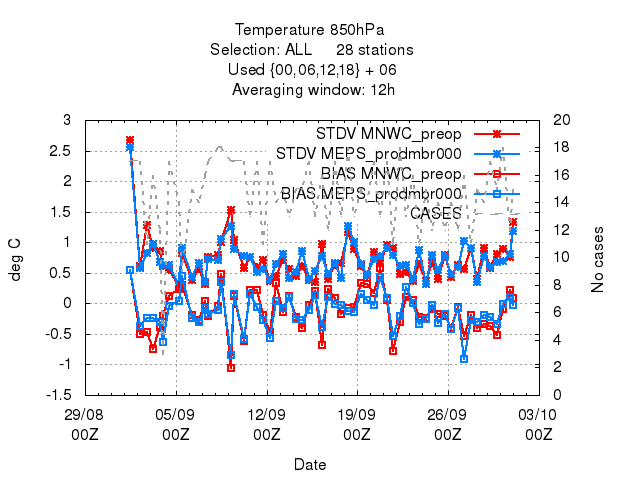 Temperature 850hPa
Selection: ALL 28 stations
Used {00,06,12,18} + 06
Averaging window: 12h
STDV MNWC_preop
STDV MEPS_prodmbr000
BIAS MNWC_preop
BIAS MEPS_prodmbr000
CASES
deg C
3
2.5
2
1.5
1
0.5
0
-0.5
-1
-1.5
No cases
20
18
16
14
12
10
8
6
4
2
0
29/08 05/09 12/09 19/09 26/09 03/10
00Z 00Z 00Z 00Z 00Z 00Z
Date